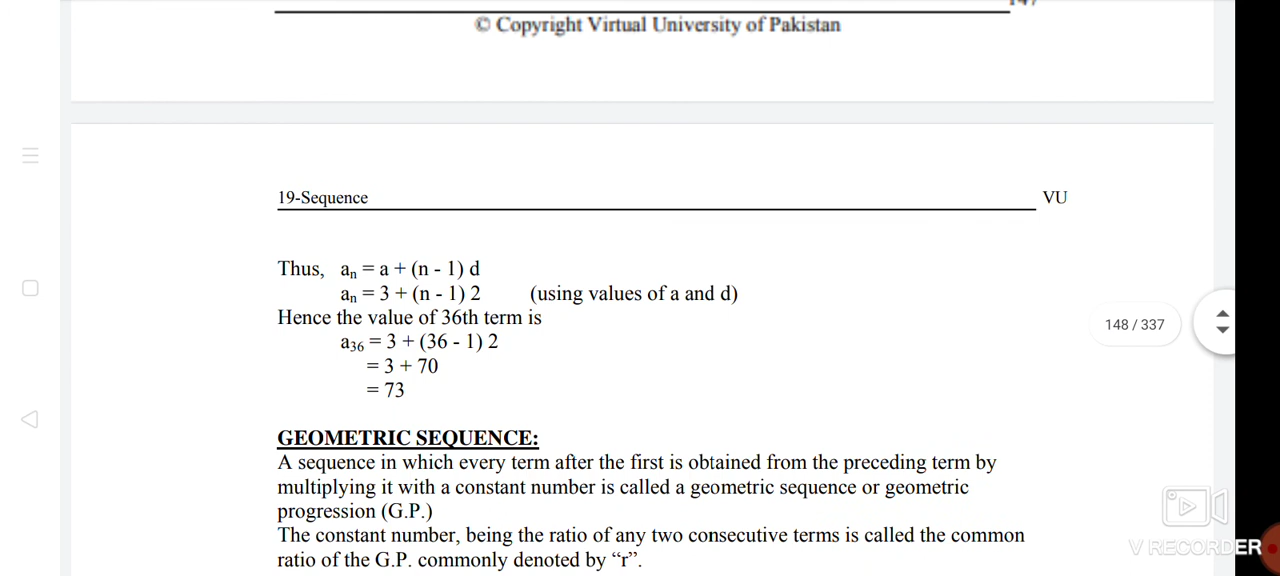 © Copyright Virtual University of Pakistan
19-Sequence VU
Thus, an = a + (n - 1) d
an = 3 + (n - 1) 2 (using values of a and d)
Hence the value of 36th term is
148 / 337
a36 = 3 + (36 - 1) 2
= 3 + 70
= 73
GEOMETRIC SEQUENCE:
A sequence in which every term after the first is obtained from the preceding term by
multiplying it with a constant number is called a geometric sequence or geometric
progression (G.P.)
The constant number, being the ratio of any two consecutive terms is called the common
ratio of the G.P. commonly denoted by “r”.
V RECORDER